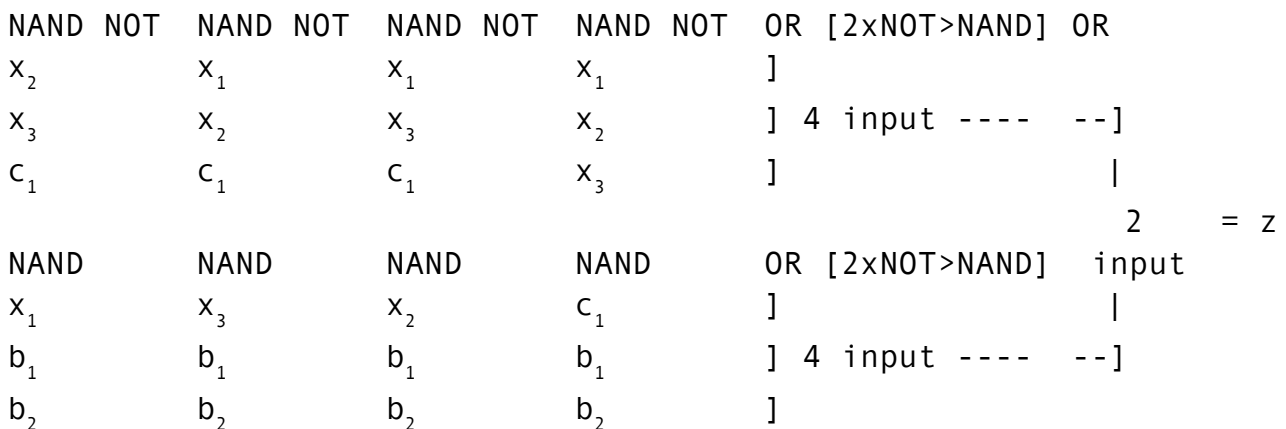 NAND NOT NAND NOT NAND NOT NAND NOT OR [2xNOT>NAND] OR
x₂ x₁ x₁ x₁ ]
x₃ x₂ x₃ x₂ ] 4 input ---- --]
c₁ c₁ c₁ x₃ ] |
2 = z
NAND NAND NAND NAND OR [2xNOT>NAND] input
x₁ x₃ x₂ c₁ ] |
b₁ b₁ b₁ b₁ ] 4 input ---- --]
b₂ b₂ b₂ b₂ ]